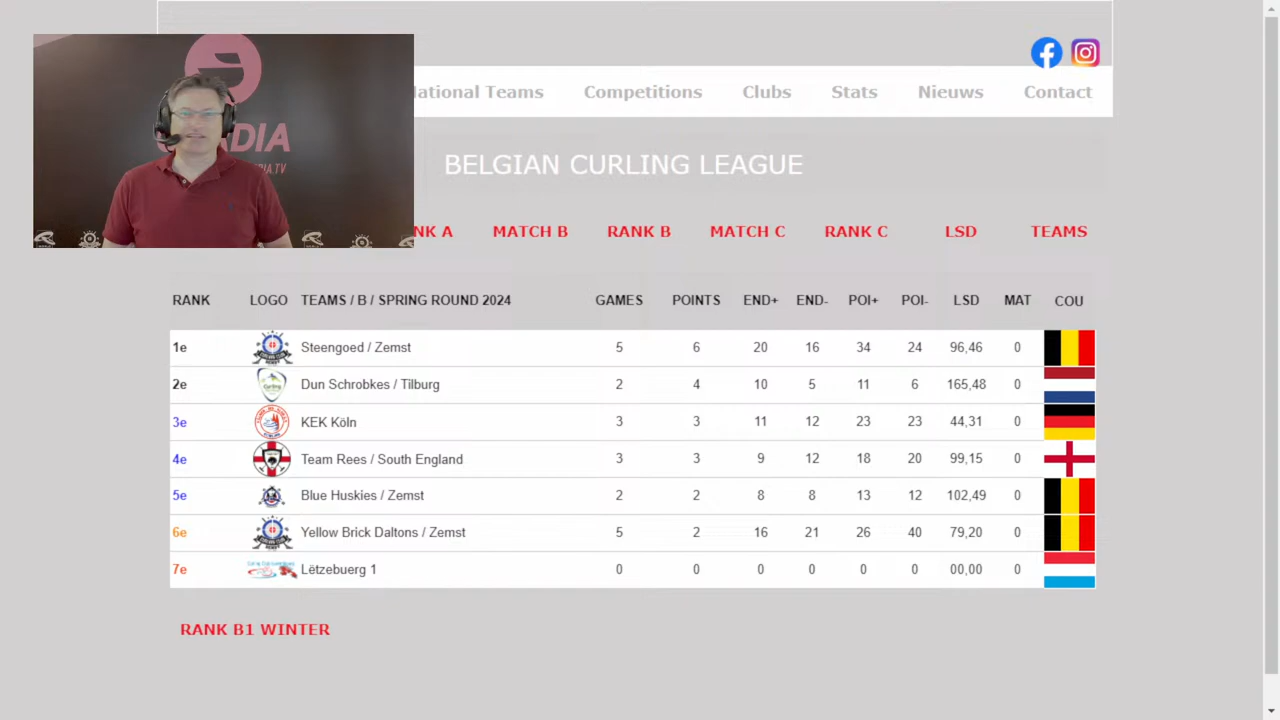 National Teams Competitions Clubs Stats Nieuws Contact
BELGIAN CURLING LEAGUE
MATCH B RANK B MATCH C RANK C LSD TEAMS
RANK LOGO TEAMS / B / SPRING ROUND 2024 GAMES POINTS END+ END- POI+ POI- LSD MAT COU
1e Steengoed / Zemst 5 6 20 16 34 24 96,46 0
2e Dun Schrobkes / Tilburg 2 4 10 5 11 6 165,48 0
3e KEK Köln 3 3 11 12 23 23 44,31 0
4e Team Rees / South England 3 3 9 12 18 20 99,15 0
5e Blue Huskies / Zemst 2 2 8 8 13 12 102,49 0
6e Yellow Brick Daltons / Zemst 5 2 16 21 26 40 79,20 0
7e Lëtzebuerg 1 0 0 0 0 0 0 00,00 0
RANK B1 WINTER